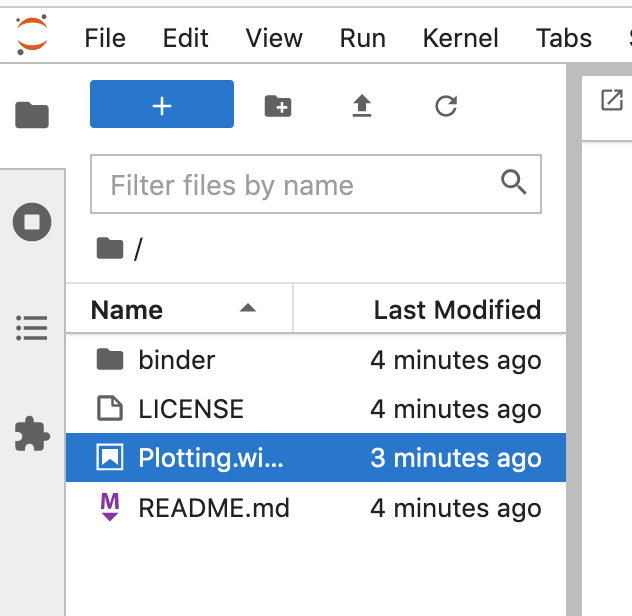 File Edit View Run Kernel Tabs
+
Filter files by name
/
Name Last Modified
binder 4 minutes ago
LICENSE 4 minutes ago
Plotting.wi... 3 minutes ago
README.md 4 minutes ago